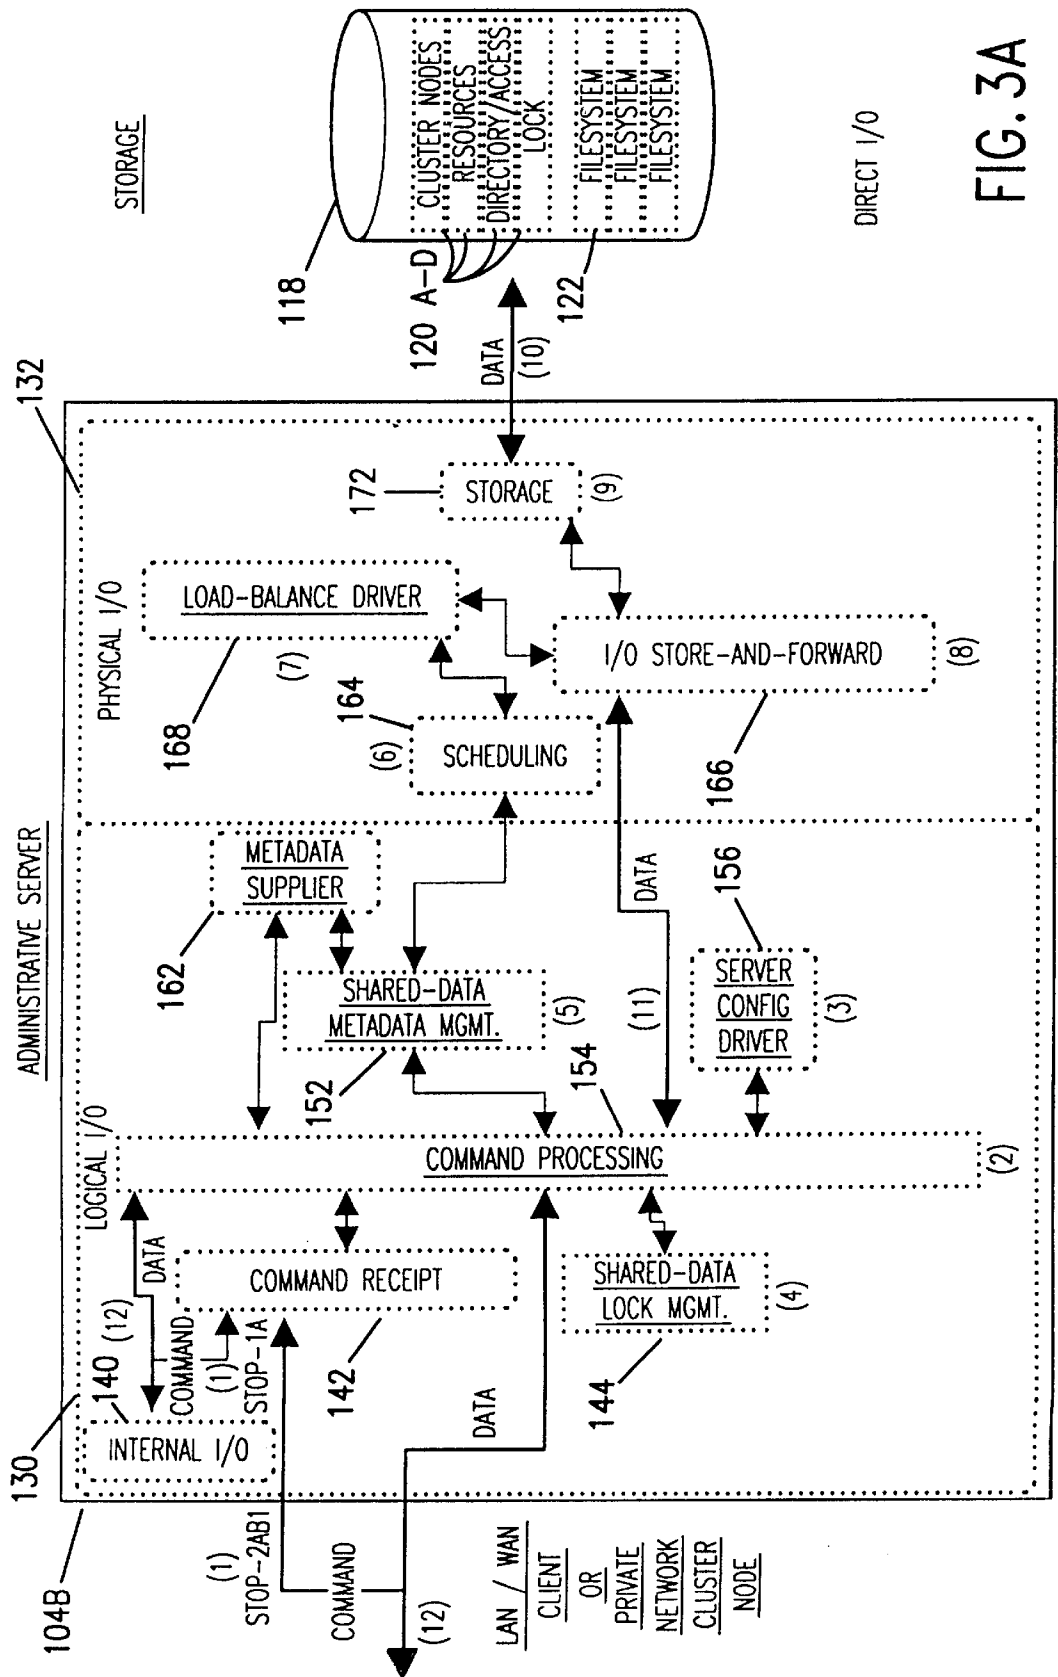 ADMINISTRATIVE SERVER
STORAGE
104B
130
132
LOGICAL I/O
PHYSICAL I/O
140
INTERNAL I/O
(12)
DATA
COMMAND
(1)
STOP-1A
COMMAND RECEIPT
142
(1)
STOP-2AB1
COMMAND
(12)
DATA
LAN / WAN
CLIENT
OR
PRIVATE
NETWORK
CLUSTER
NODE
SHARED-DATA
LOCK MGMT.
(4)
144
COMMAND PROCESSING
(2)
154
METADATA
SUPPLIER
162
SHARED-DATA
METADATA MGMT.
(5)
152
DATA
(11)
SERVER
CONFIG
DRIVER
(3)
156
SCHEDULING
(6)
164
LOAD-BALANCE DRIVER
(7)
168
I/O STORE-AND-FORWARD
(8)
166
STORAGE
(9)
172
DATA
(10)
118
120 A-D
CLUSTER NODES
RESOURCES
DIRECTORY/ACCESS
LOCK
122
FILESYSTEM
FILESYSTEM
FILESYSTEM
DIRECT I/O
FIG. 3A